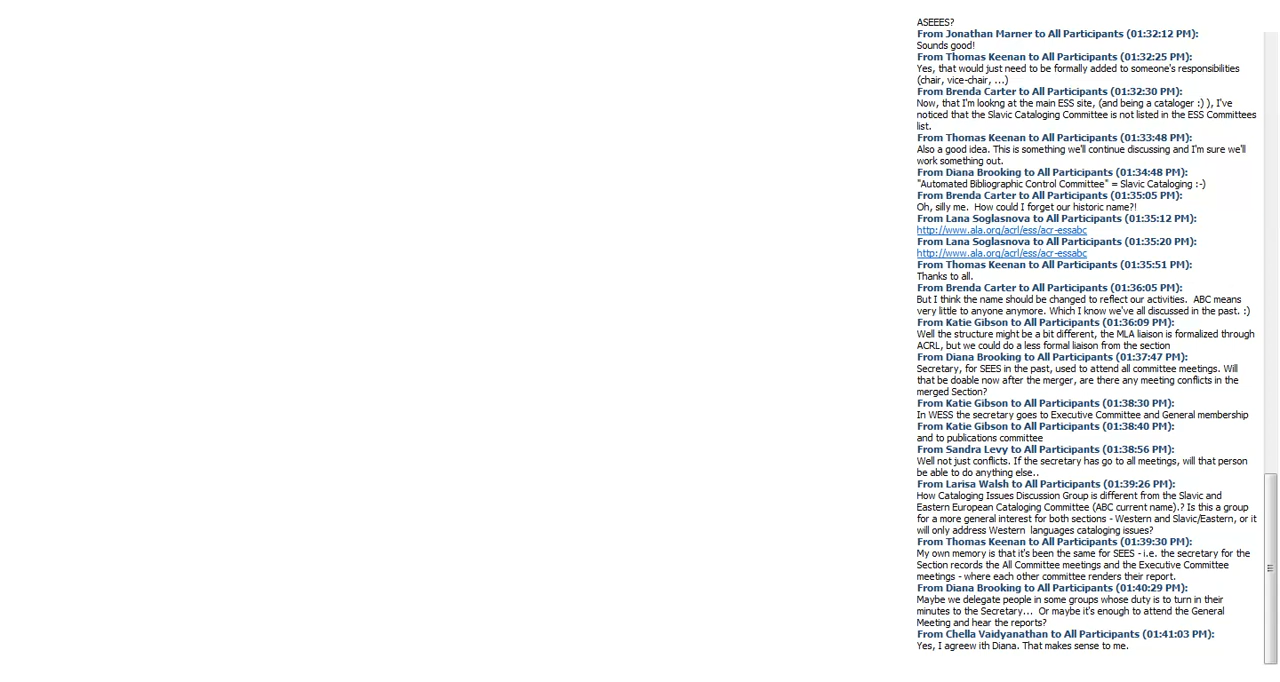 ASEEES?
From Jonathan Marner to All Participants (01:32:12 PM):
Sounds good!
From Thomas Keenan to All Participants (01:32:25 PM):
Yes, that would just need to be formally added to someone's responsibilities
(chair, vice-chair, ...)
From Brenda Carter to All Participants (01:32:30 PM):
Now, that I'm lookng at the main ESS site, (and being a cataloger :) ), I've
noticed that the Slavic Cataloging Committee is not listed in the ESS Committees
list.
From Thomas Keenan to All Participants (01:33:48 PM):
Also a good idea. This is something we'll continue discussing and I'm sure we'll
work something out.
From Diana Brooking to All Participants (01:34:48 PM):
"Automated Bibliographic Control Committee" = Slavic Cataloging :-)
From Brenda Carter to All Participants (01:35:05 PM):
Oh, silly me.  How could I forget our historic name?!
From Lana Soglasnova to All Participants (01:35:12 PM):
http://www.ala.org/acrl/ess/acr-essabc
From Lana Soglasnova to All Participants (01:35:20 PM):
http://www.ala.org/acrl/ess/acr-essabc
From Thomas Keenan to All Participants (01:35:51 PM):
Thanks to all.
From Brenda Carter to All Participants (01:36:05 PM):
But I think the name should be changed to reflect our activities.  ABC means
very little to anyone anymore. Which I know we've all discussed in the past. :)
From Katie Gibson to All Participants (01:36:09 PM):
Well the structure might be a bit different, the MLA liaison is formalized through
ACRL, but we could do a less formal liaison from the section
From Diana Brooking to All Participants (01:37:47 PM):
Secretary, for SEES in the past, used to attend all committee meetings. Will
that be doable now after the merger, are there any meeting conflicts in the
merged Section?
From Katie Gibson to All Participants (01:38:30 PM):
In WESS the secretary goes to Executive Committee and General membership
From Katie Gibson to All Participants (01:38:40 PM):
and to publications committee
From Sandra Levy to All Participants (01:38:56 PM):
Well not just conflicts. If the secretary has go to all meetings, will that person
be able to do anything else..
From Larisa Walsh to All Participants (01:39:26 PM):
How Cataloging Issues Discussion Group is different from the Slavic and
Eastern European Cataloging Committee (ABC current name).? Is this a group
for a more general interest for both sections - Western and Slavic/Eastern, or it
will only address Western  languages cataloging issues?
From Thomas Keenan to All Participants (01:39:30 PM):
My own memory is that it's been the same for SEES - i.e. the secretary for the
Section records the All Committee meetings and the Executive Committee
meetings - where each other committee renders their report.
From Diana Brooking to All Participants (01:40:29 PM):
Maybe we delegate people in some groups whose duty is to turn in their
minutes to the Secretary...  Or maybe it's enough to attend the General
Meeting and hear the reports?
From Chella Vaidyanathan to All Participants (01:41:03 PM):
Yes, I agreew ith Diana. That makes sense to me.